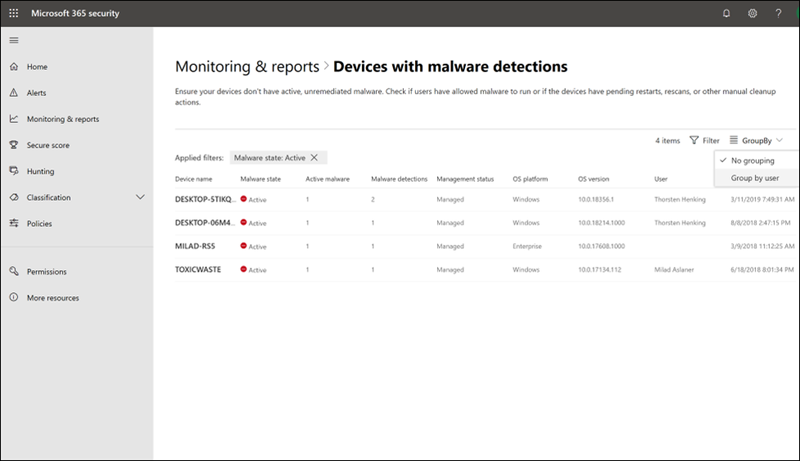 Microsoft 365 security
?
Home
Alerts
Monitoring & reports
Secure score
Hunting
Classification
Policies
Permissions
More resources
Monitoring & reports > Devices with malware detections
Ensure your devices don't have active, unremediated malware. Check if users have allowed malware to run or if the devices have pending restarts, rescans, or other manual cleanup
actions.
4 items Filter GroupBy
No grouping
Group by user
Applied filters: Malware state: Active
Device name Malware state Active malware Malware detections Management status OS platform OS version User
DESKTOP-5TIKQ... Active 1 2 Managed Windows 10.0.18356.1 Thorsten Henking 3/11/2019 7:49:31 AM
DESKTOP-06M4... Active 1 1 Managed Windows 10.0.18214.1000 Thorsten Henking 8/8/2018 2:47:15 PM
MILAD-RS5 Active 1 1 Managed Enterprise 10.0.17608.1000 3/9/2018 11:12:25 AM
TOXICWASTE Active 1 1 Managed Windows 10.0.17134.112 Milad Aslaner 6/18/2018 8:01:34 PM